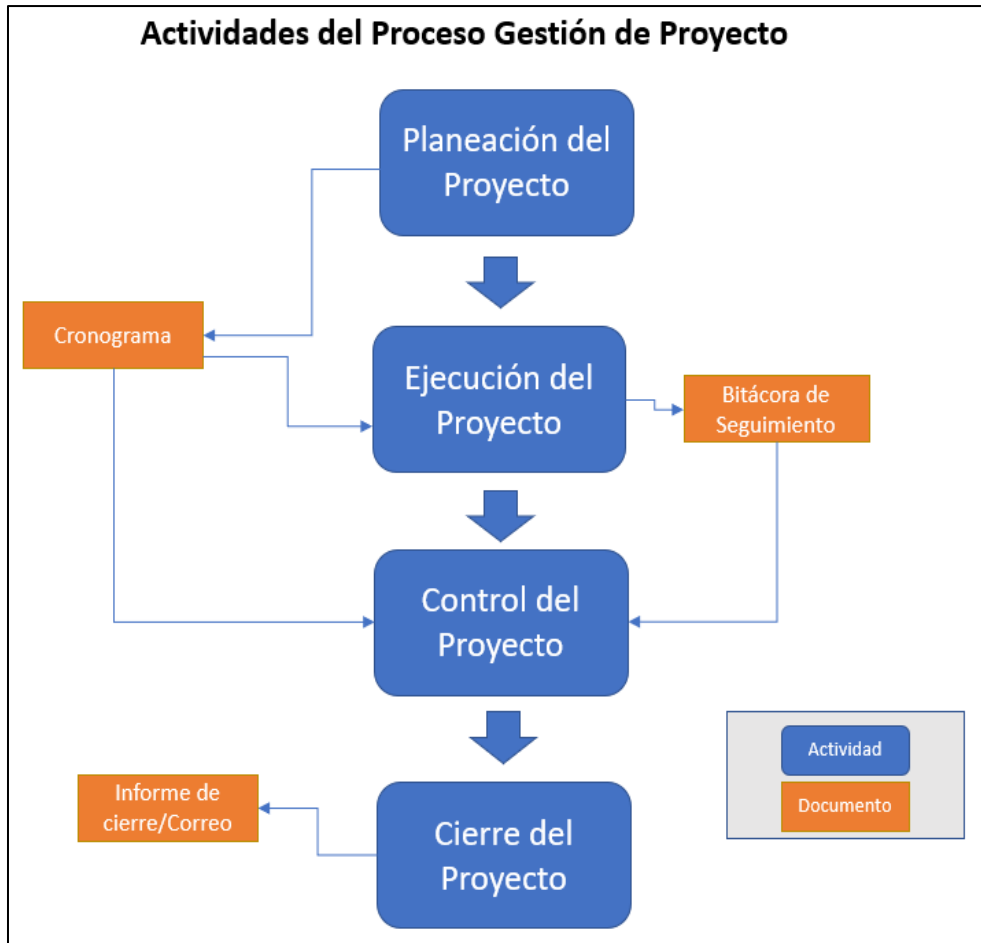 Actividades del Proceso Gestión de Proyecto
Planeación del
Proyecto
Cronograma
Ejecución del
Proyecto
Bitácora de
Seguimiento
Control del
Proyecto
Actividad
Documento
Informe de
cierre/Correo
Cierre del
Proyecto